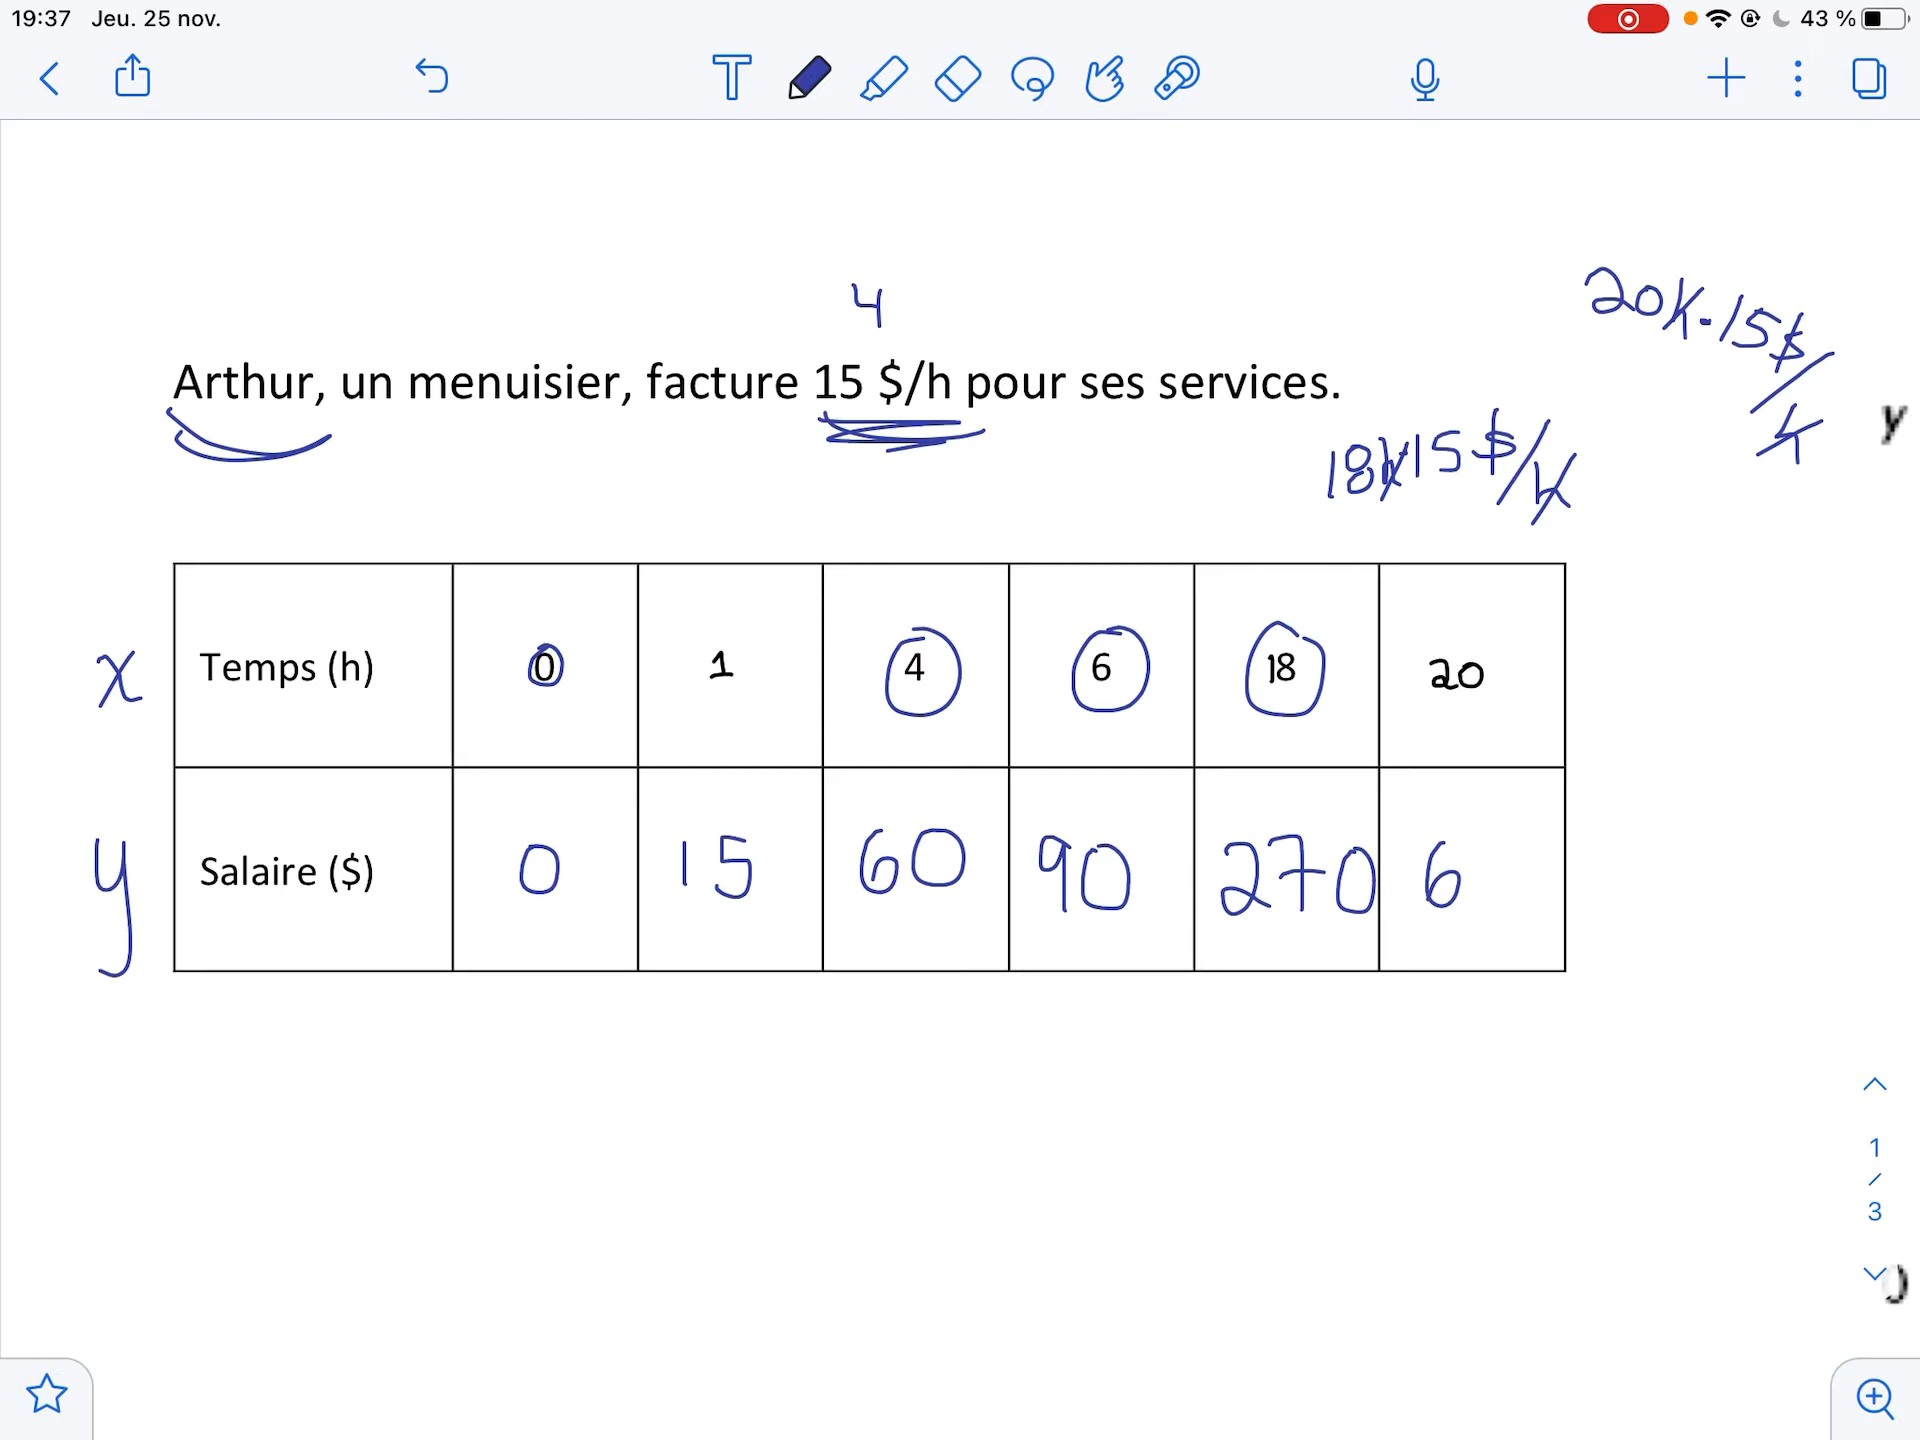 19:37 Jeu. 25 nov. 43 %
T
4
20h·15$/h
Arthur, un menuisier, facture 15 $/h pour ses services.
y
18h·15$/h
x Temps (h) 0 1 4 6 18 20
y Salaire ($) 0 15 60 90 270 6
1
/
3